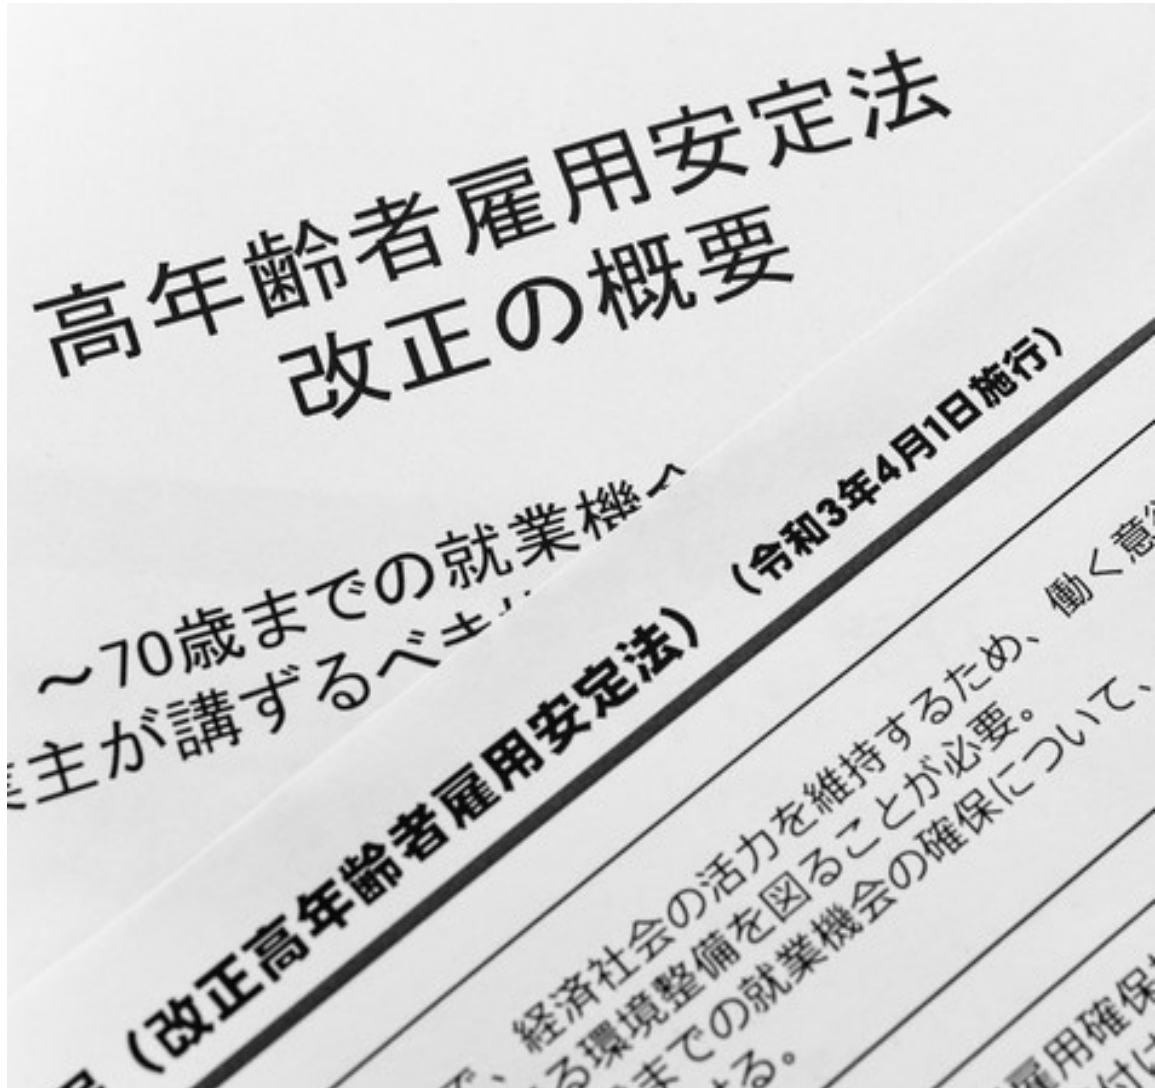 高年齢者雇用安定法
改正の概要
～70歳までの就業機
主が講ずるべき
（改正高年齢者雇用安定法）（令和3年4月1日施行）
経済社会の活力を維持するため、働く意
る環境整備を図ることが必要。
までの就業機会の確保について、
ける。
雇用確保
付け